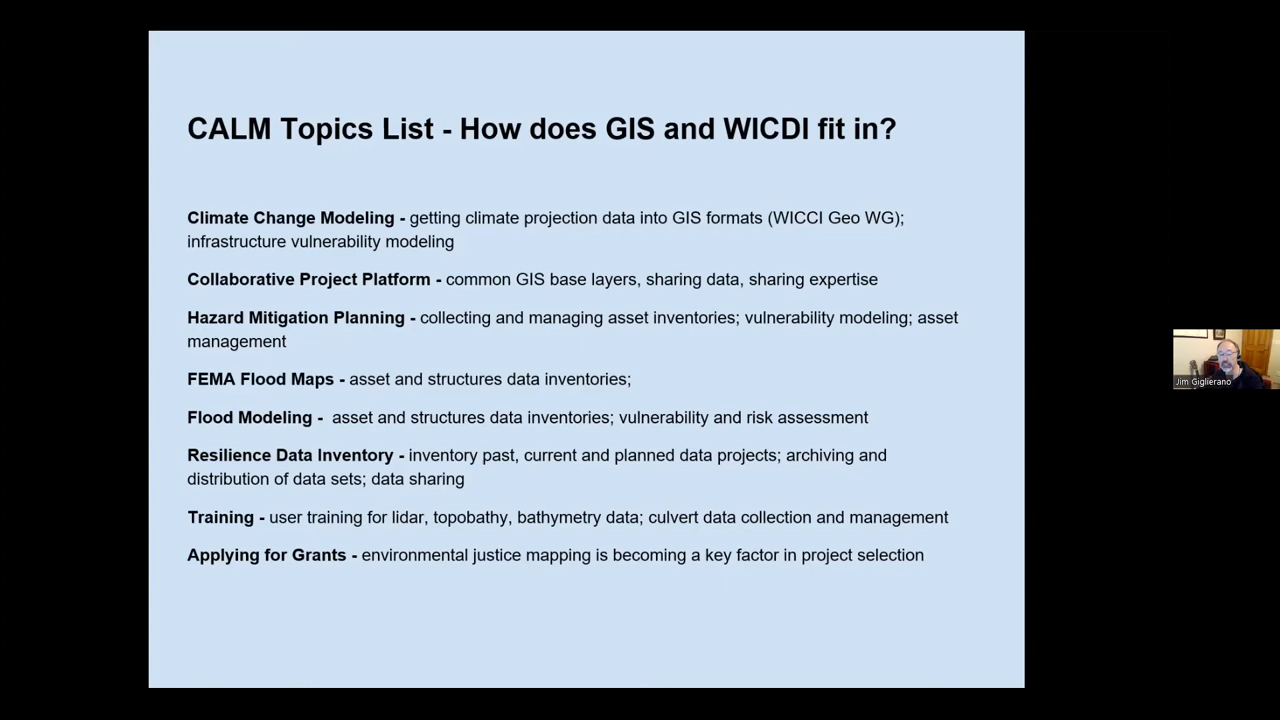 CALM Topics List - How does GIS and WICDI fit in?
Climate Change Modeling - getting climate projection data into GIS formats (WICCI Geo WG);
infrastructure vulnerability modeling
Collaborative Project Platform - common GIS base layers, sharing data, sharing expertise
Hazard Mitigation Planning - collecting and managing asset inventories; vulnerability modeling; asset
management
FEMA Flood Maps - asset and structures data inventories;
Flood Modeling - asset and structures data inventories; vulnerability and risk assessment
Resilience Data Inventory - inventory past, current and planned data projects; archiving and
distribution of data sets; data sharing
Training - user training for lidar, topobathy, bathymetry data; culvert data collection and management
Applying for Grants - environmental justice mapping is becoming a key factor in project selection
Jim Giglierano